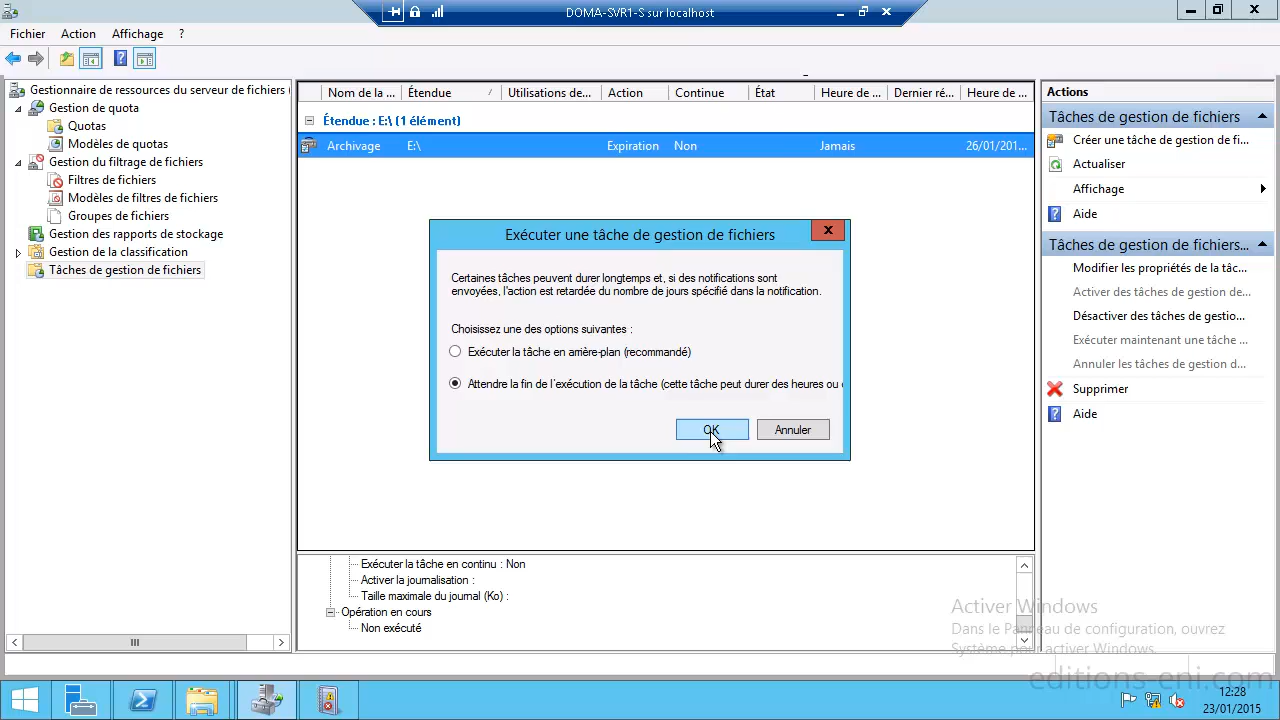 DOMA-SVR1-S sur localhost
Fichier Action Affichage ?
Gestionnaire de ressources du serveur de fichiers (
Gestion de quota
Quotas
Modèles de quotas
Gestion du filtrage de fichiers
Filtres de fichiers
Modèles de filtres de fichiers
Groupes de fichiers
Gestion des rapports de stockage
Gestion de la classification
Tâches de gestion de fichiers
Nom de la ... Étendue Utilisations de... Action Continue État Heure de ... Dernier ré... Heure de ...
Étendue : E:\ (1 élément)
Archivage E:\ Expiration Non Jamais 26/01/201...
Exécuter une tâche de gestion de fichiers
Certaines tâches peuvent durer longtemps et, si des notifications sont
envoyées, l'action est retardée du nombre de jours spécifié dans la notification.
Choisissez une des options suivantes :
Exécuter la tâche en arrière-plan (recommandé)
Attendre la fin de l'exécution de la tâche (cette tâche peut durer des heures ou
OK Annuler
Exécuter la tâche en continu : Non
Activer la journalisation :
Taille maximale du journal (Ko) :
Opération en cours
Non exécuté
Actions
Tâches de gestion de fichiers
Créer une tâche de gestion de fi...
Actualiser
Affichage
Aide
Tâches de gestion de fichiers...
Modifier les propriétés de la tâc...
Activer des tâches de gestion de...
Désactiver des tâches de gestio...
Exécuter maintenant une tâche ...
Annuler les tâches de gestion d...
Supprimer
Aide
Activer Windows
Dans le Panneau de configuration, ouvrez
Système pour activer Windows.
editions-eni.com
12:28
23/01/2015